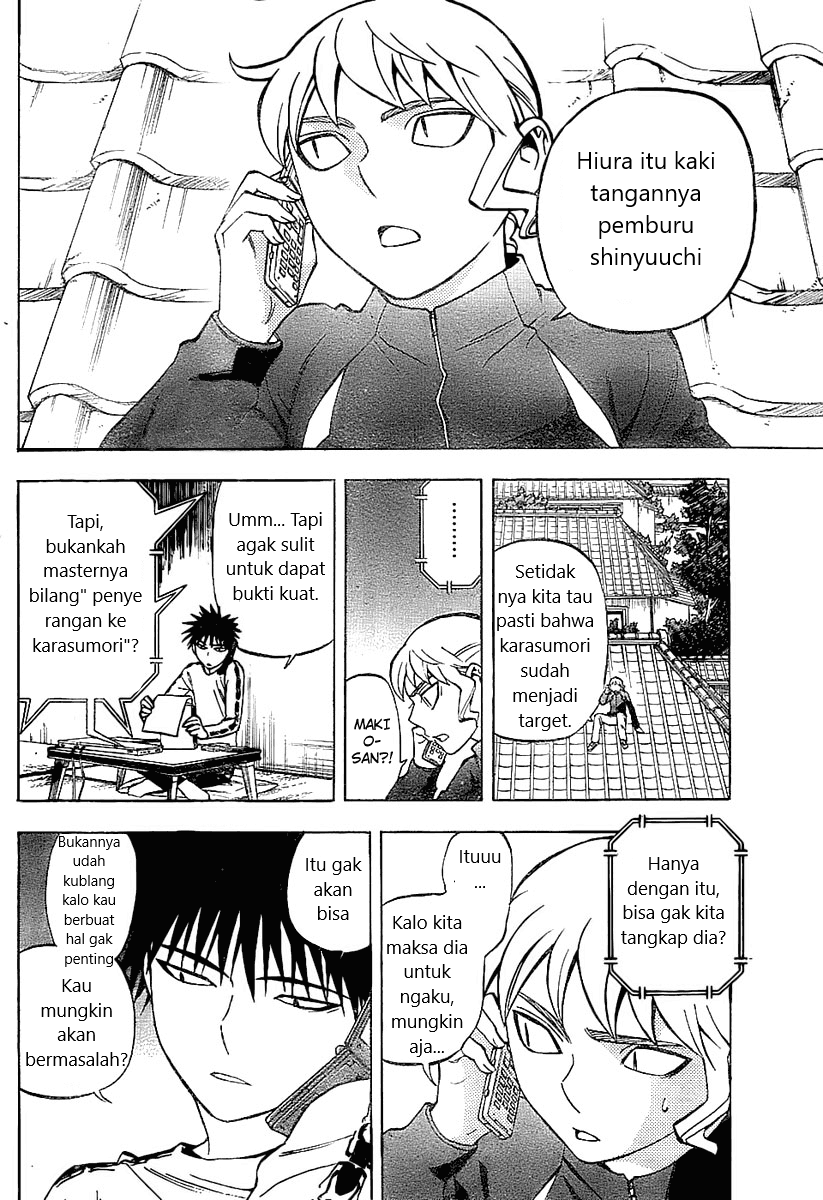 Hiura itu kaki
tangannya
pemburu
shinyuuchi
Setidak
nya kita tau
pasti bahwa
karasumori
sudah
menjadi
target.
........
MAKI
O-
SAN?!
Umm... Tapi
agak sulit
untuk dapat
bukti kuat.
Tapi,
bukankah
masternya
bilang" penye
rangan ke
karasumori"?
Hanya
dengan itu,
bisa gak kita
tangkap dia?
Ituuu
...
Kalo kita
maksa dia
untuk
ngaku,
mungkin
aja...
Itu gak
akan
bisa
Bukannya
udah
kublang
kalo kau
berbuat
hal gak
penting
Kau
mungkin
akan
bermasalah?